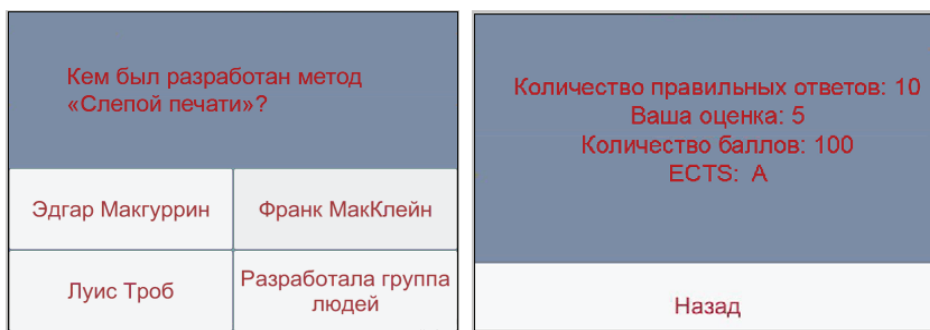 Кем был разработан метод
«Слепой печати»?
Эдгар Макгуррин
Франк МакКлейн
Луис Троб
Разработала группа
людей
Количество правильных ответов: 10
Ваша оценка: 5
Количество баллов: 100
ECTS: A
Назад